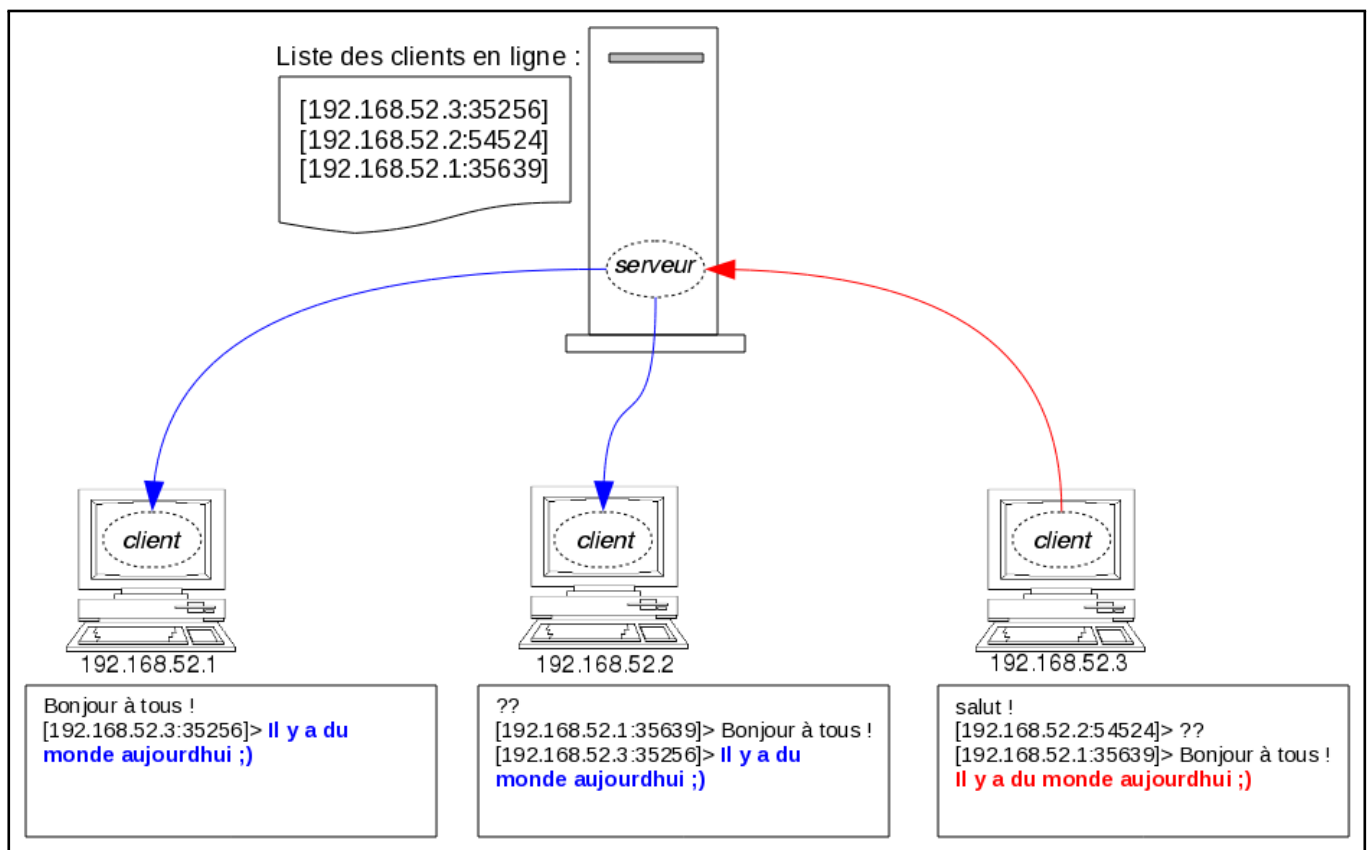 Liste des clients en ligne :
[192.168.52.3:35256]
[192.168.52.2:54524]
[192.168.52.1:35639]
serveur
client
client
client
192.168.52.1
192.168.52.2
192.168.52.3
Bonjour à tous !
[192.168.52.3:35256]> Il y a du
monde aujourdhui ;)
??
[192.168.52.1:35639]> Bonjour à tous !
[192.168.52.3:35256]> Il y a du
monde aujourdhui ;)
salut !
[192.168.52.2:54524]> ??
[192.168.52.1:35639]> Bonjour à tous !
Il y a du monde aujourdhui ;)